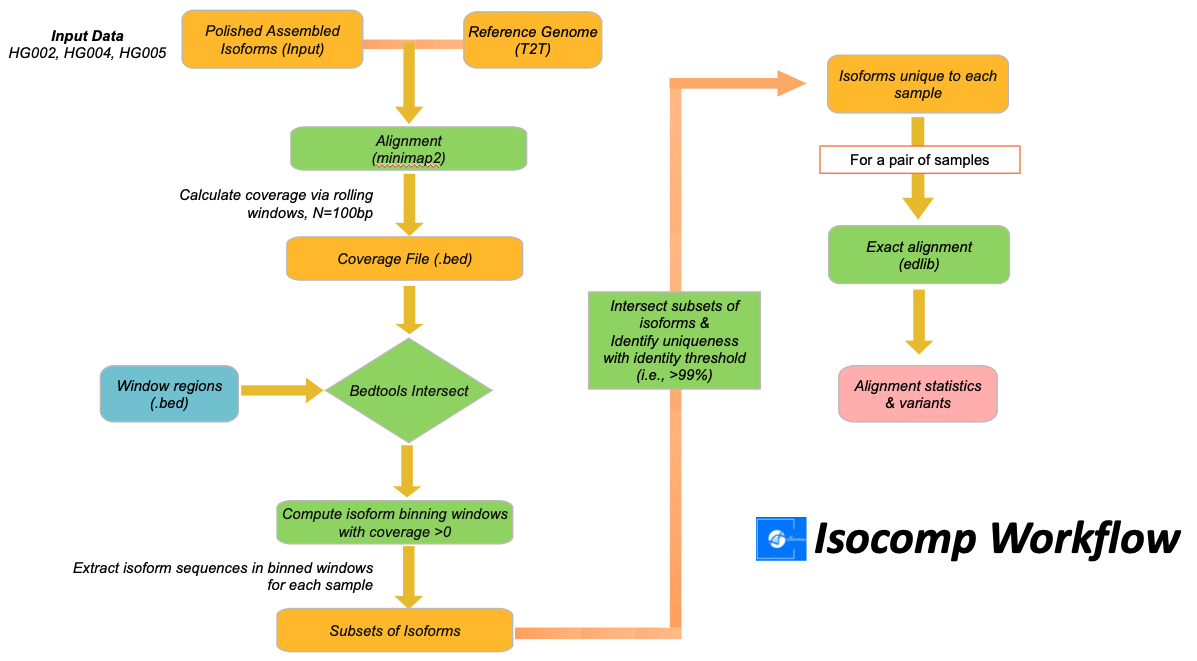 Input Data
HG002, HG004, HG005
Polished Assembled
Isoforms (Input)
Reference Genome
(T2T)
Alignment
(minimap2)
Calculate coverage via rolling
windows, N=100bp
Coverage File (.bed)
Window regions
(.bed)
Bedtools Intersect
Compute isoform binning windows
with coverage >0
Extract isoform sequences in binned windows
for each sample
Subsets of Isoforms
Intersect subsets of
isoforms &
Identify uniqueness
with identity threshold
(i.e., >99%)
Isoforms unique to each
sample
For a pair of samples
Exact alignment
(edlib)
Alignment statistics
& variants
Isocomp Workflow